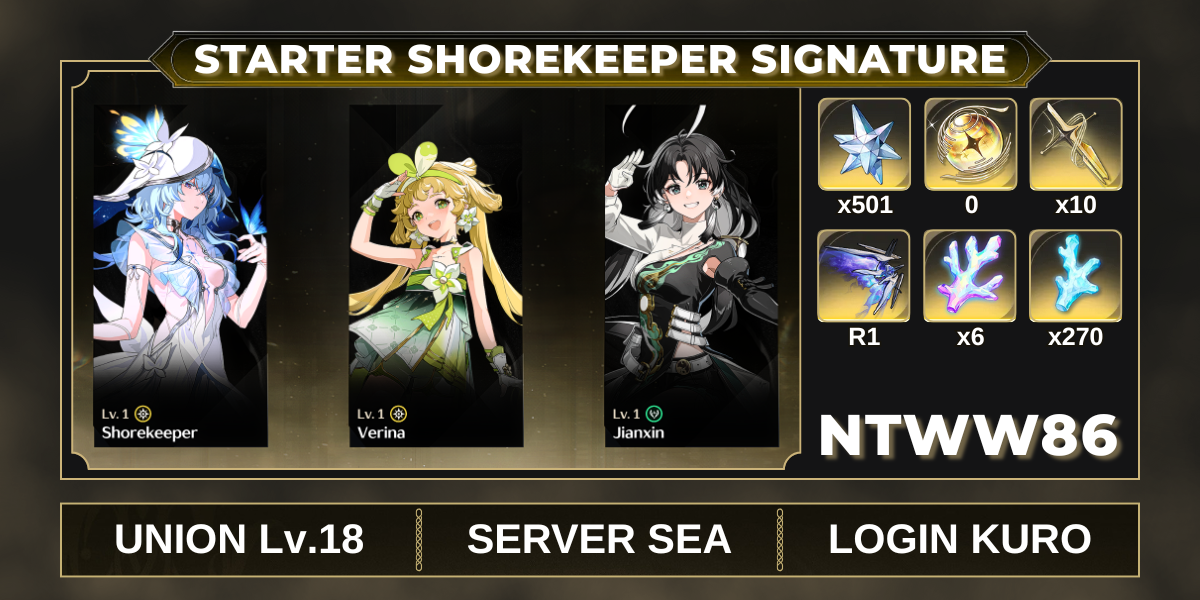 STARTER SHOREKEEPER SIGNATURE
Lv. 1
Shorekeeper
Lv. 1
Verina
Lv. 1
Jianxin
x501
0
x10
R1
x6
x270
NTWW86
UNION Lv.18
SERVER SEA
LOGIN KURO